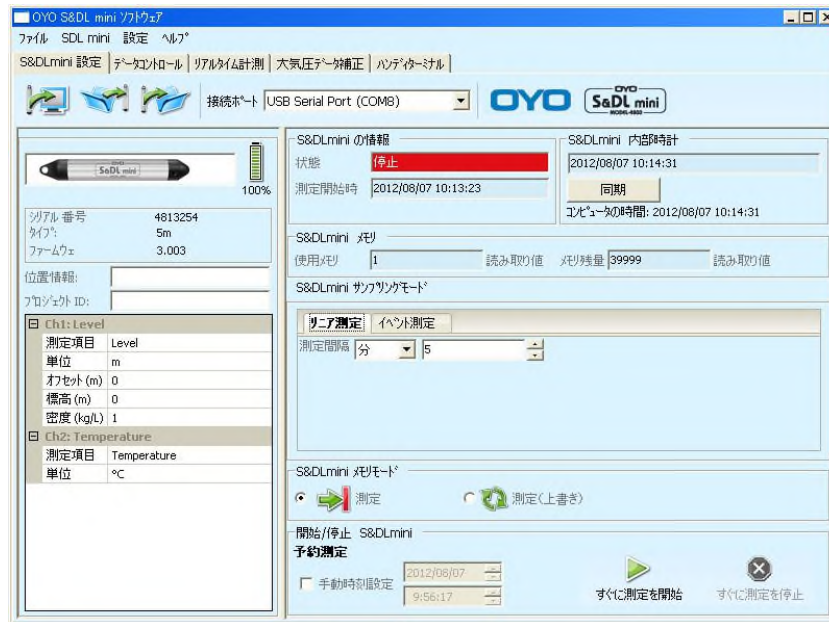 OYO S&DL mini ソフトウェア
ファイル SDL mini 設定 ヘルプ
S&DLmini 設定 データコントロール リアルタイム計測 大気圧データ補正 ハンディターミナル
接続ポート USB Serial Port (COM8) OYO OYO S&DL mini MODEL-4800
S&DL mini
100%
シリアル 番号 4813254
タイプ: 5m
ファームウェ 3.003
位置情報:
プロジェクト ID:
Ch1: Level
測定項目 Level
単位 m
オフセット (m) 0
標高 (m) 0
密度 (kg/L) 1
Ch2: Temperature
測定項目 Temperature
単位 °C
S&DLmini の情報
状態 停止
測定開始時 2012/08/07 10:13:23
S&DLmini 内部時計
2012/08/07 10:14:31
同期
コンピュータの時間: 2012/08/07 10:14:31
S&DLmini メモリ
使用メモリ 1 読み取り値 メモリ残量 39999 読み取り値
S&DLmini サンプリングモード
リニア測定 イベント測定
測定間隔 分 5
S&DLmini メモリモード
測定 測定(上書き)
開始/停止 S&DLmini
予約測定
手動時刻設定 2012/08/07
9:56:17
すぐに測定を開始 すぐに測定を停止